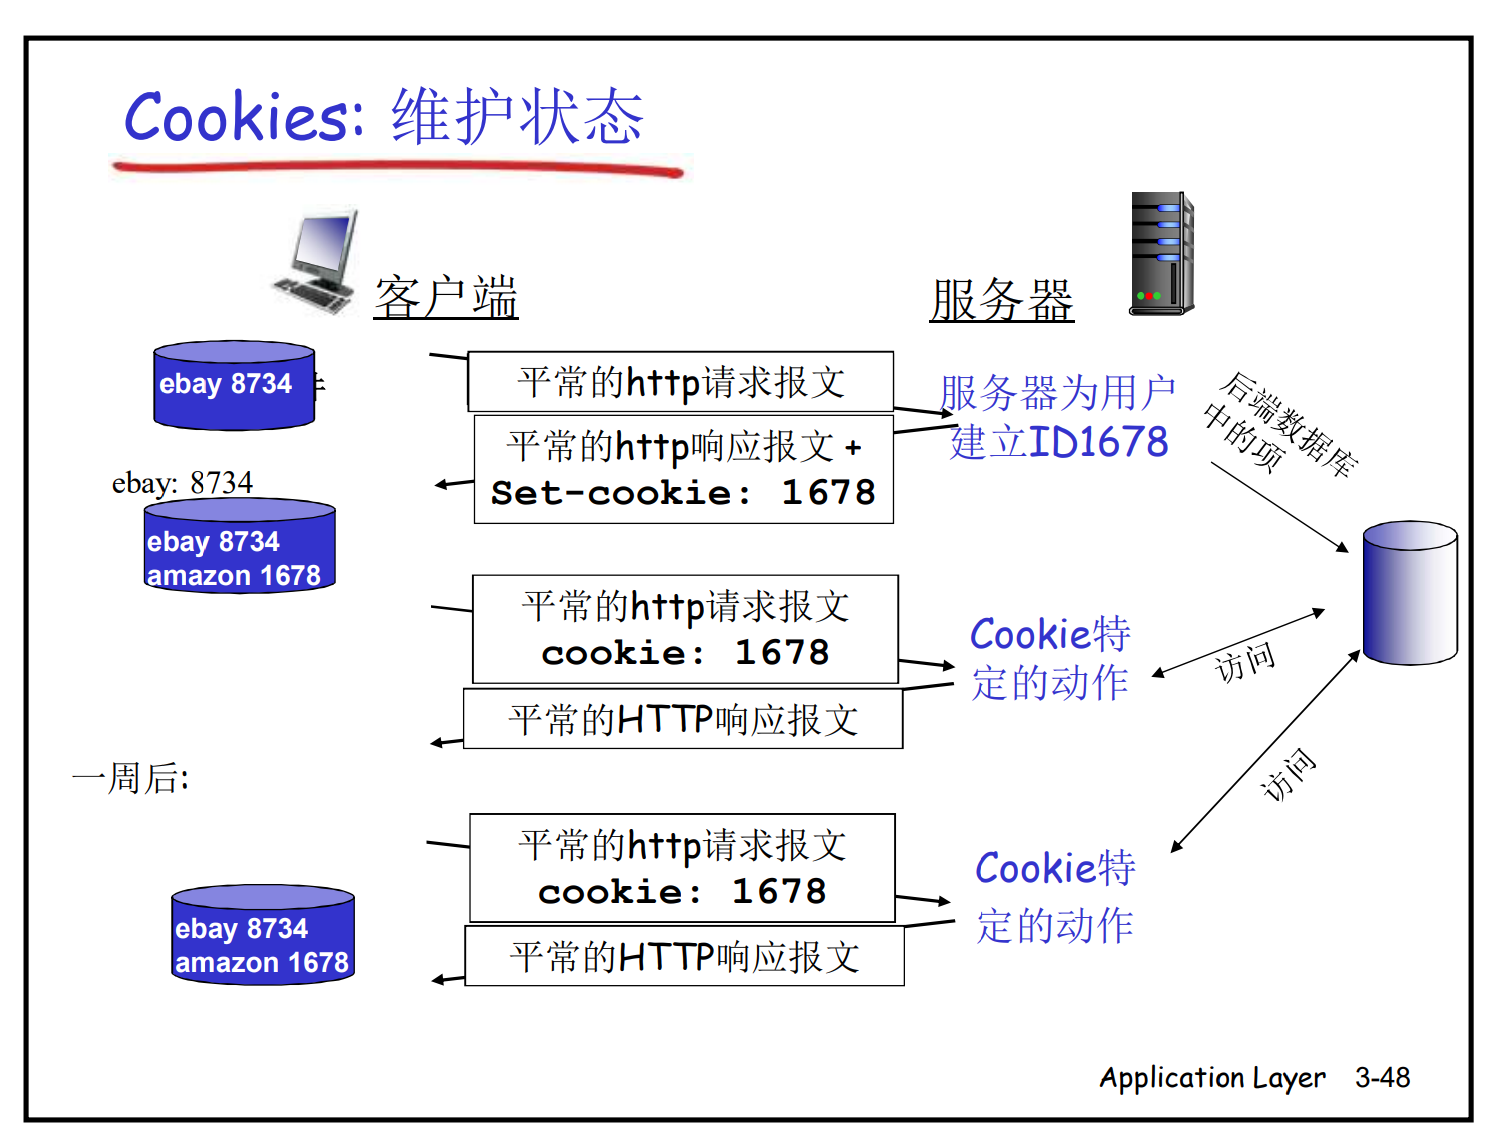 Cookies: 维护状态
客户端
服务器
ebay 8734
平常的http请求报文
服务器为用户
建立ID1678
后端数据库
中的项
平常的http响应报文 +
Set-cookie: 1678
ebay: 8734
ebay 8734
amazon 1678
平常的http请求报文
cookie: 1678
Cookie特
定的动作
访问
平常的HTTP响应报文
一周后:
访问
平常的http请求报文
cookie: 1678
Cookie特
定的动作
ebay 8734
amazon 1678
平常的HTTP响应报文
Application Layer 3-48